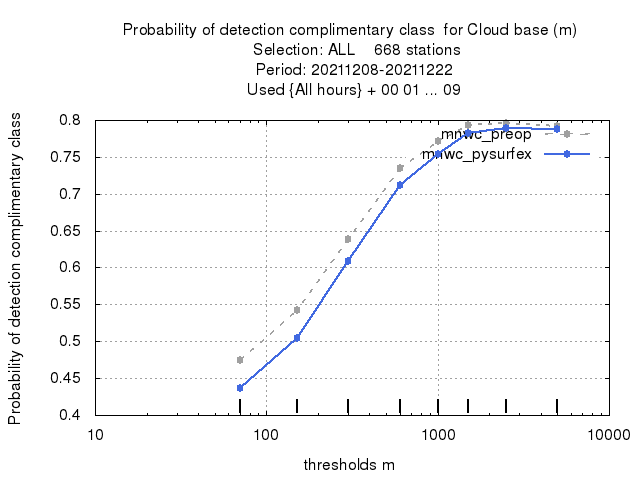 Probability of detection complimentary class  for Cloud base (m)
Selection: ALL    668 stations
Period: 20211208-20211222
Used {All hours} + 00 01 ... 09
Probability of detection complimentary class
0.8
0.75
0.7
0.65
0.6
0.55
0.5
0.45
0.4
mnwc_preop
mnwc_pysurfex
10 100 1000 10000
thresholds m